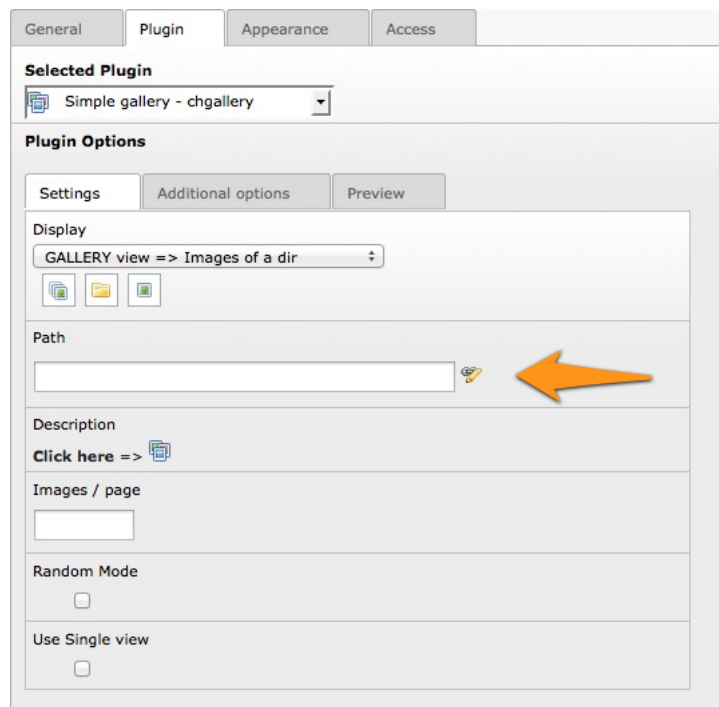 General Plugin Appearance Access
Selected Plugin
Simple gallery - chgallery
Plugin Options
Settings Additional options Preview
Display
GALLERY view => Images of a dir
Path
Description
Click here =>
Images / page
Random Mode
Use Single view